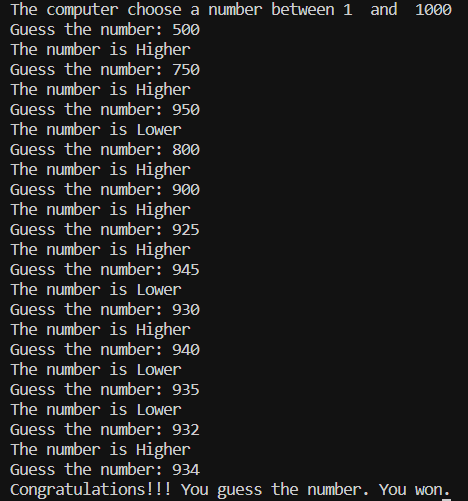 The computer choose a number between 1  and  1000
Guess the number: 500
The number is Higher
Guess the number: 750
The number is Higher
Guess the number: 950
The number is Lower
Guess the number: 800
The number is Higher
Guess the number: 900
The number is Higher
Guess the number: 925
The number is Higher
Guess the number: 945
The number is Lower
Guess the number: 930
The number is Higher
Guess the number: 940
The number is Lower
Guess the number: 935
The number is Lower
Guess the number: 932
The number is Higher
Guess the number: 934
Congratulations!!! You guess the number. You won.